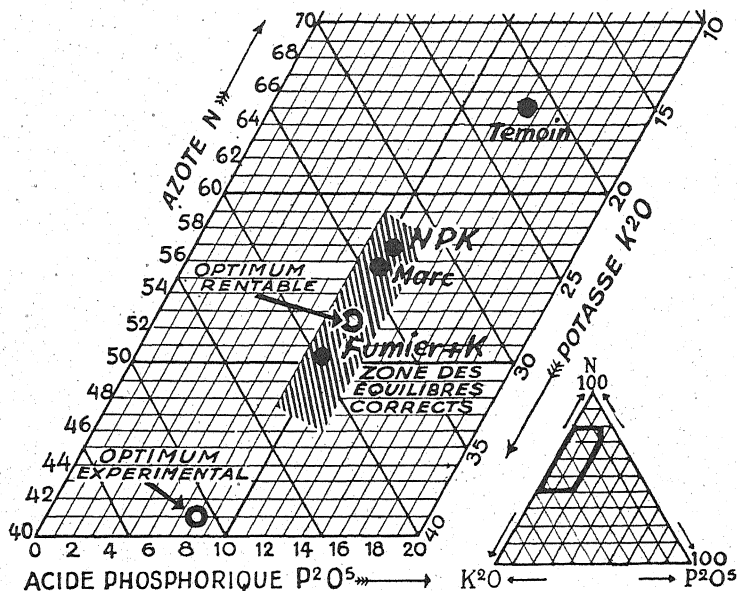 AZOTE N
70
68
66
64
62
60
58
56
54
52
50
48
46
44
42
40
10
15
20
25
30
35
40
POTASSE K²O
Temoin
NPK
Marc
OPTIMUM
RENTABLE
Fumier+K
ZONE DES
ÉQUILIBRES
CORRECTS
OPTIMUM
EXPERIMENTAL
0 2 4 6 8 10 12 14 16 18 20
ACIDE PHOSPHORIQUE P²O⁵
N
100
100
K²O
P²O⁵